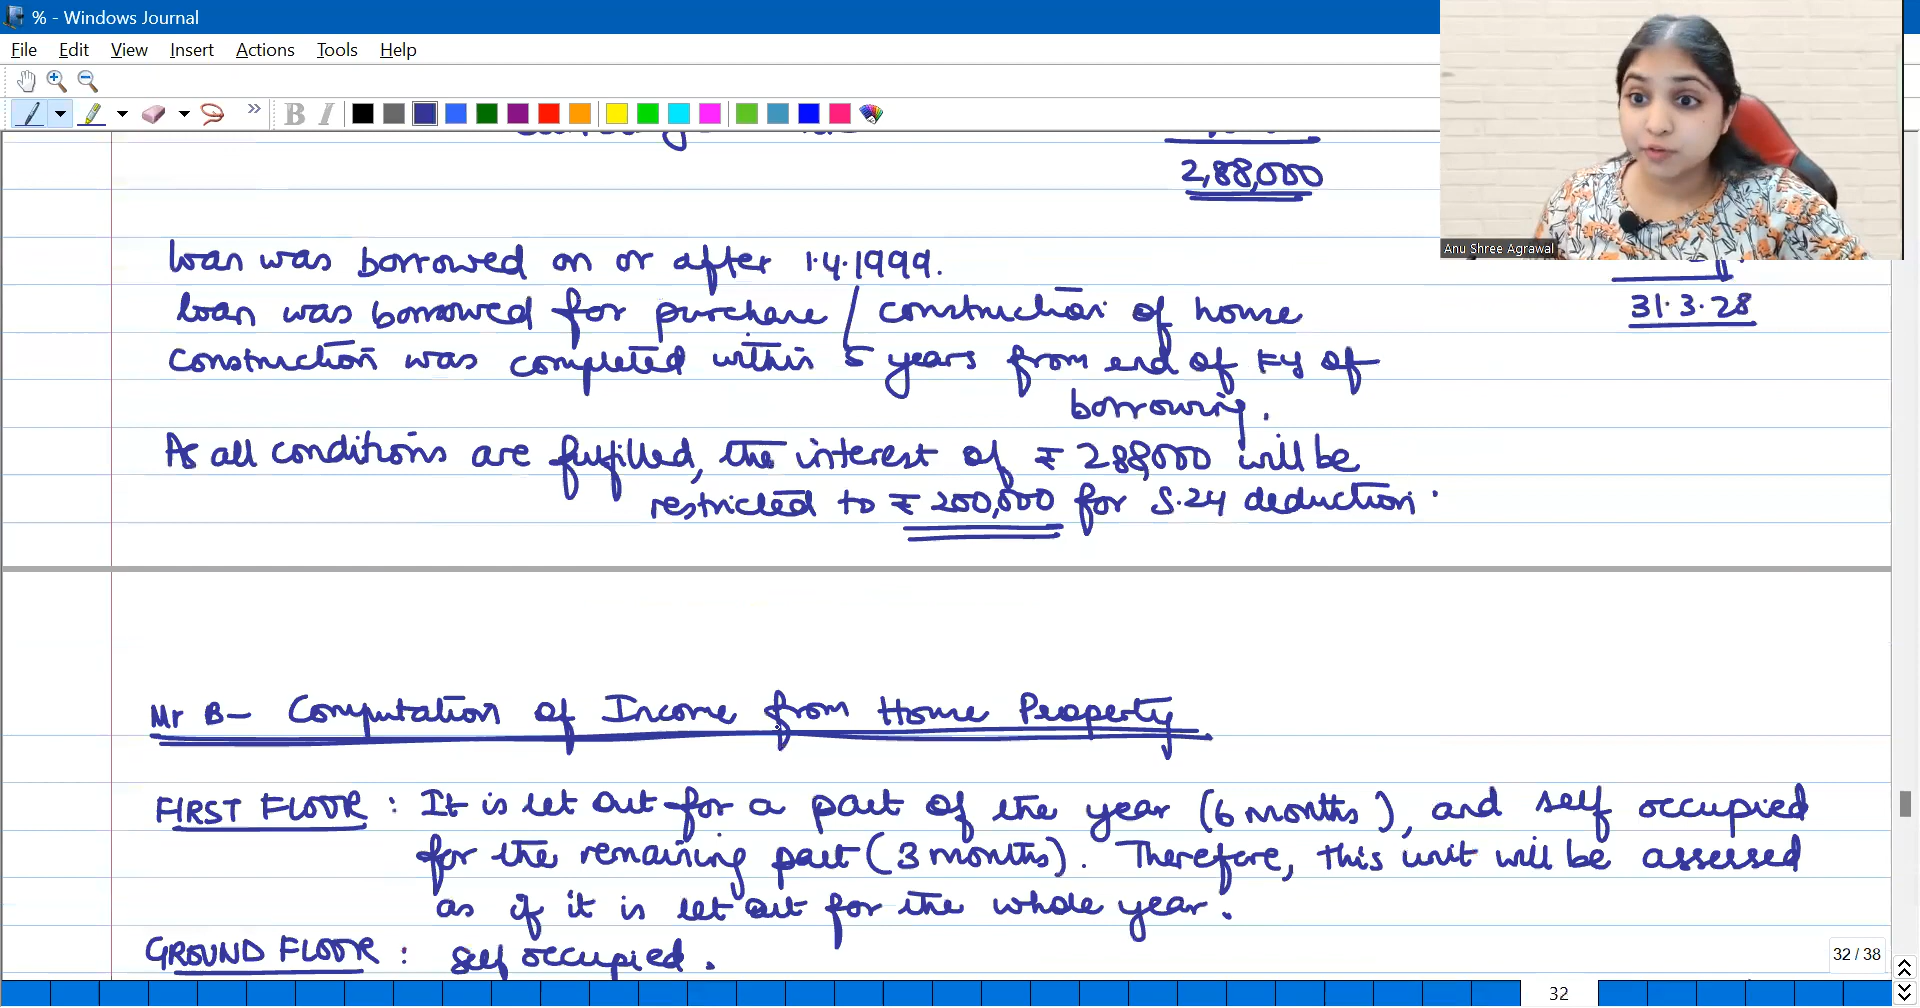 % - Windows Journal
File Edit View Insert Actions Tools Help
B I
2,88,000
Anu Shree Agrawal
loan was borrowed on or after 1.4.1999.
loan was borrowed for purchase / construction of house
31.3.28
construction was completed within 5 years from end of FY of
borrowing.
As all conditions are fulfilled, the interest of ₹ 288,000 will be
restricted to ₹ 200,000 for S.24 deduction.
Mr B- Computation of Income from House Property
FIRST FLOOR : It is let out for a part of the year (6 months), and self occupied
for the remaining part (3 months). Therefore, this unit will be assessed
as if it is let out for the whole year.
GROUND FLOOR : Self occupied.
32 / 38
32